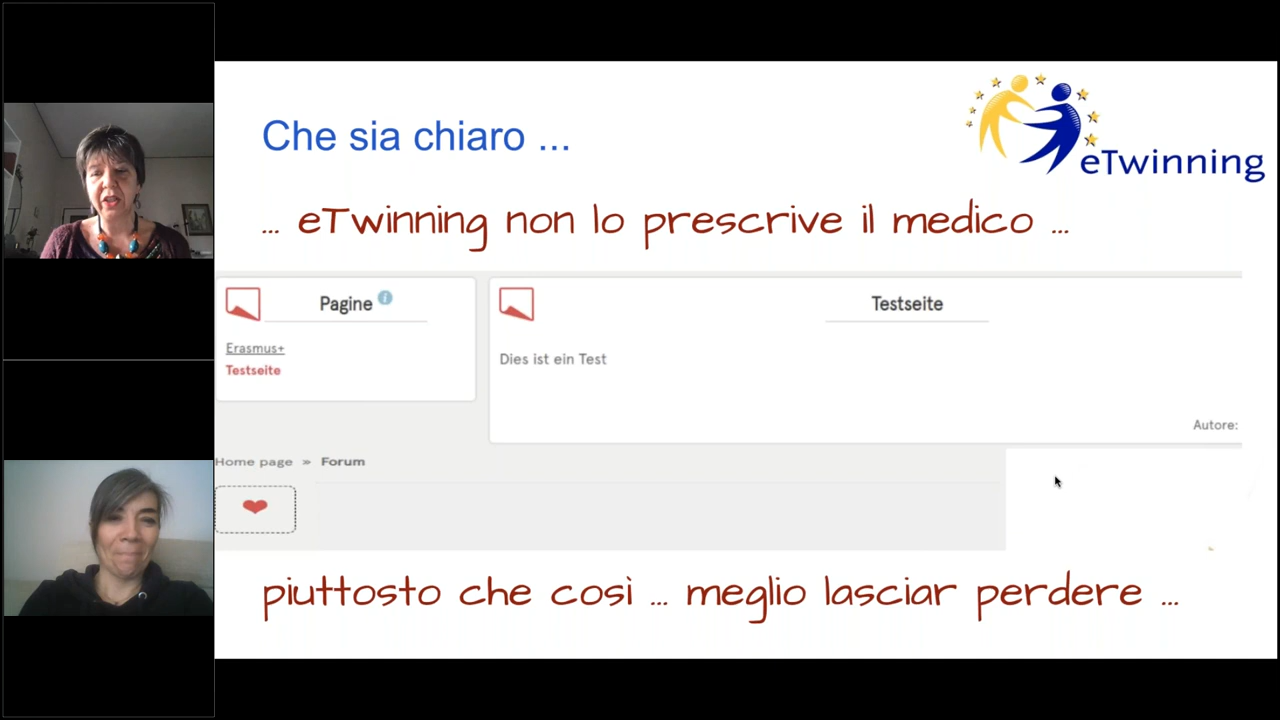 Che sia chiaro ...
eTwinning
... eTwinning non lo prescrive il medico ...
Pagine i
Testseite
Erasmus+
Testseite
Dies ist ein Test
Autore:
Home page » Forum
piuttosto che così ... meglio lasciar perdere ...